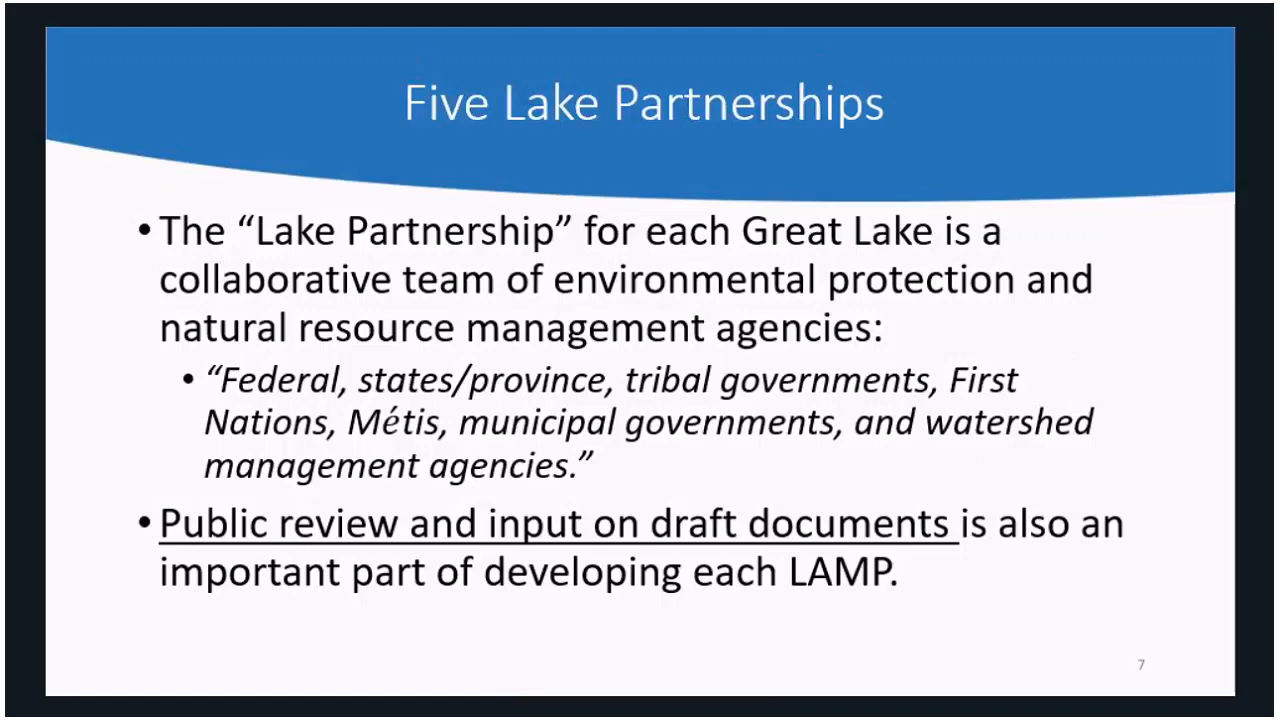 Five Lake Partnerships
• The “Lake Partnership” for each Great Lake is a
collaborative team of environmental protection and
natural resource management agencies:
• “Federal, states/province, tribal governments, First
Nations, Métis, municipal governments, and watershed
management agencies.”
• Public review and input on draft documents is also an
important part of developing each LAMP.
7